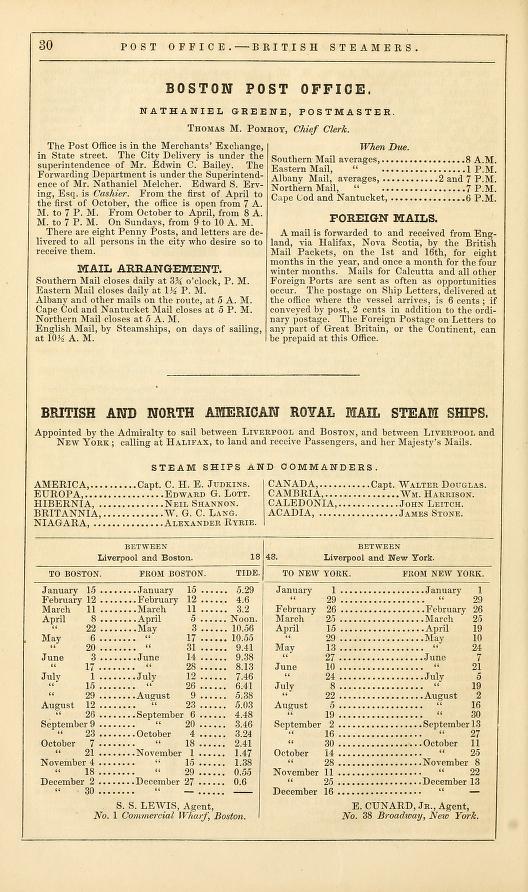 30
POST OFFICE.—BRITISH STEAMERS.
BOSTON POST OFFICE.
NATHANIEL GREENE, POSTMASTER.
THOMAS M. POMROY, Chief Clerk.
The Post Office is in the Merchants' Exchange,
in State street. The City Delivery is under the
superintendence of Mr. Edwin C. Bailey. The
Forwarding Department is under the Superintend-
ence of Mr. Nathaniel Melcher. Edward S. Erv-
ing, Esq. is Cashier. From the first of April to
the first of October, the office is open from 7 A.
M. to 7 P. M. From October to April, from 8 A.
M. to 7 P. M. On Sundays, from 9 to 10 A. M.
There are eight Penny Posts, and letters are de-
livered to all persons in the city who desire so to
receive them.
MAIL ARRANGEMENT.
Southern Mail closes daily at 3¾ o'clock, P. M.
Eastern Mail closes daily at 1½ P. M.
Albany and other mails on the route, at 5 A. M.
Cape Cod and Nantucket Mail closes at 5 P. M.
Northern Mail closes at 5 A. M.
English Mail, by Steamships, on days of sailing,
at 10½ A. M.
When Due.
Southern Mail averages,....................8 A.M.
Eastern Mail, “ ....................1 P.M.
Albany Mail, averages,.............2 and 7 P.M.
Northern Mail, “ ....................7 P.M.
Cape Cod and Nantucket,....................6 P.M.
FOREIGN MAILS.
A mail is forwarded to and received from Eng-
land, via Halifax, Nova Scotia, by the British
Mail Packets, on the 1st and 16th, for eight
months in the year, and once a month for the four
winter months. Mails for Calcutta and all other
Foreign Ports are sent as often as opportunities
occur. The postage on Ship Letters, delivered at
the office where the vessel arrives, is 6 cents; if
conveyed by post, 2 cents in addition to the ordi-
nary postage. The Foreign Postage on Letters to
any part of Great Britain, or the Continent, can
be prepaid at this Office.
BRITISH AND NORTH AMERICAN ROYAL MAIL STEAM SHIPS.
Appointed by the Admiralty to sail between LIVERPOOL and BOSTON, and between LIVERPOOL and
NEW YORK; calling at HALIFAX, to land and receive Passengers, and her Majesty's Mails.
STEAM SHIPS AND COMMANDERS.
AMERICA,..........Capt. C. H. E. JUDKINS.
EUROPA,................EDWARD G. LOTT.
HIBERNIA, ................NEIL SHANNON.
BRITANNIA,................W. G. C. LANG.
NIAGARA, ................ALEXANDER RYRIE.
CANADA,..........Capt. WALTER DOUGLAS.
CAMBRIA,................WM. HARRISON.
CALEDONIA,................JOHN LEITCH.
ACADIA, ................JAMES STONE.
BETWEEN
Liverpool and Boston.
1848.
BETWEEN
Liverpool and New York.
TO BOSTON. FROM BOSTON. TIDE.
January 15 .......January 15 ...... 5.29
February 12 .......February 12 ...... 4.6
March 11 .......March 11 ...... 3.2
April 8 .......April 5 ...... Noon.
“ 22 .......May 3 ...... 10.56
May 6 ....... “ 17 ...... 10.55
“ 20 ....... “ 31 ...... 9.41
June 3 .......June 14 ...... 9.38
“ 17 ....... “ 28 ...... 8.13
July 1 .......July 12 ...... 7.46
“ 15 ....... “ 26 ...... 6.41
“ 29 .......August 9 ...... 5.38
August 12 ....... “ 23 ...... 5.03
“ 26 .......September 6 ...... 4.48
September 9 ....... “ 20 ...... 3.46
“ 23 .......October 4 ...... 3.24
October 7 ....... “ 18 ...... 2.41
“ 21 .......November 1 ...... 1.47
November 4 ....... “ 15 ...... 1.38
“ 18 ....... “ 29 ...... 0.55
December 2 .......December 27 ...... 0.6
“ 30 ....... “ — ...... —
S. S. LEWIS, Agent,
No. 1 Commercial Wharf, Boston.
TO NEW YORK. FROM NEW YORK.
January 1 ....................January 1
“ 29 .................... “ 29
February 26 ....................February 26
March 25 ....................March 25
April 15 ....................April 19
“ 29 ....................May 10
May 13 .................... “ 24
“ 27 ....................June 7
June 10 .................... “ 21
“ 24 ....................July 5
July 8 .................... “ 19
“ 22 ....................August 2
August 5 .................... “ 16
“ 19 .................... “ 30
September 2 ....................September 13
“ 16 .................... “ 27
“ 30 ....................October 11
October 14 .................... “ 25
“ 28 ....................November 8
November 11 .................... “ 22
“ 25 ....................December 13
December 16 .................... “ —
E. CUNARD, JR., Agent,
No. 38 Broadway, New York.